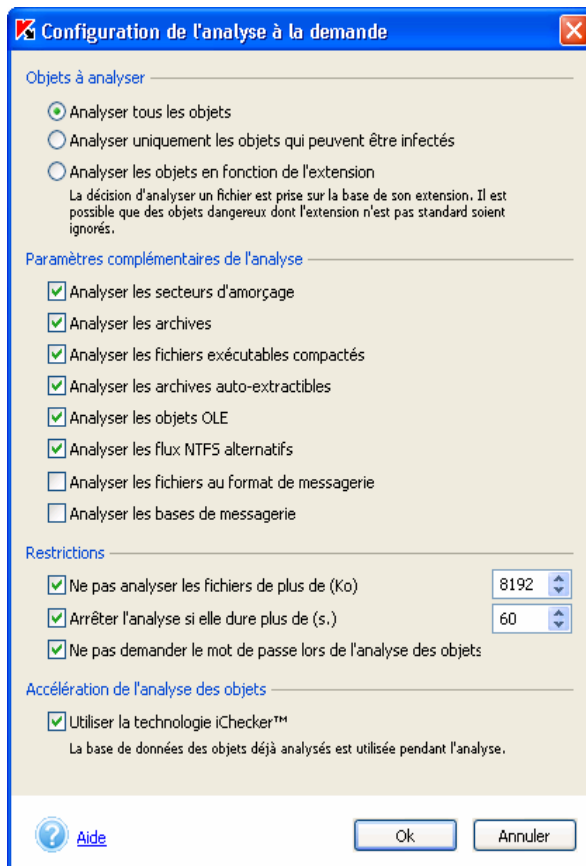 Configuration de l'analyse à la demande
Objets à analyser
Analyser tous les objets
Analyser uniquement les objets qui peuvent être infectés
Analyser les objets en fonction de l'extension
La décision d'analyser un fichier est prise sur la base de son extension. Il est
possible que des objets dangereux dont l'extension n'est pas standard soient
ignorés.
Paramètres complémentaires de l'analyse
Analyser les secteurs d'amorçage
Analyser les archives
Analyser les fichiers exécutables compactés
Analyser les archives auto-extractibles
Analyser les objets OLE
Analyser les flux NTFS alternatifs
Analyser les fichiers au format de messagerie
Analyser les bases de messagerie
Restrictions
Ne pas analyser les fichiers de plus de (Ko) 8192
Arrêter l'analyse si elle dure plus de (s.) 60
Ne pas demander le mot de passe lors de l'analyse des objets
Accélération de l'analyse des objets
Utiliser la technologie iChecker™
La base de données des objets déjà analysés est utilisée pendant l'analyse.
Aide Ok Annuler